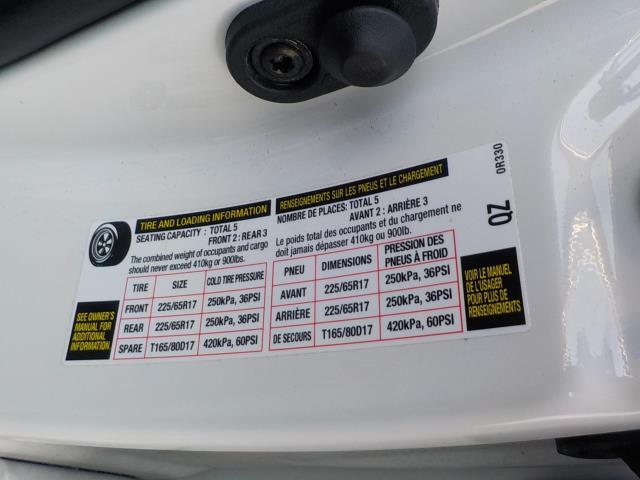 TIRE AND LOADING INFORMATION
SEATING CAPACITY : TOTAL 5
FRONT 2 : REAR 3
The combined weight of occupants and cargo
should never exceed 410kg or 900lbs.
TIRE SIZE COLD TIRE PRESSURE
FRONT 225/65R17 250kPa, 36PSI
REAR 225/65R17 250kPa, 36PSI
SPARE T165/80D17 420kPa, 60PSI
SEE OWNER'S
MANUAL FOR
ADDITIONAL
INFORMATION
RENSEIGNEMENTS SUR LES PNEUS ET LE CHARGEMENT
NOMBRE DE PLACES: TOTAL 5
AVANT 2 : ARRIÈRE 3
Le poids total des occupants et du chargement ne
doit jamais dépasser 410kg ou 900lb.
PNEU DIMENSIONS PRESSION DES
PNEUS À FROID
AVANT 225/65R17 250kPa, 36PSI
ARRIÈRE 225/65R17 250kPa, 36PSI
DE SECOURS T165/80D17 420kPa, 60PSI
VOIR LE MANUEL
DE L'USAGER
POUR PLUS DE
RENSEIGNEMENTS
QZ
0R330